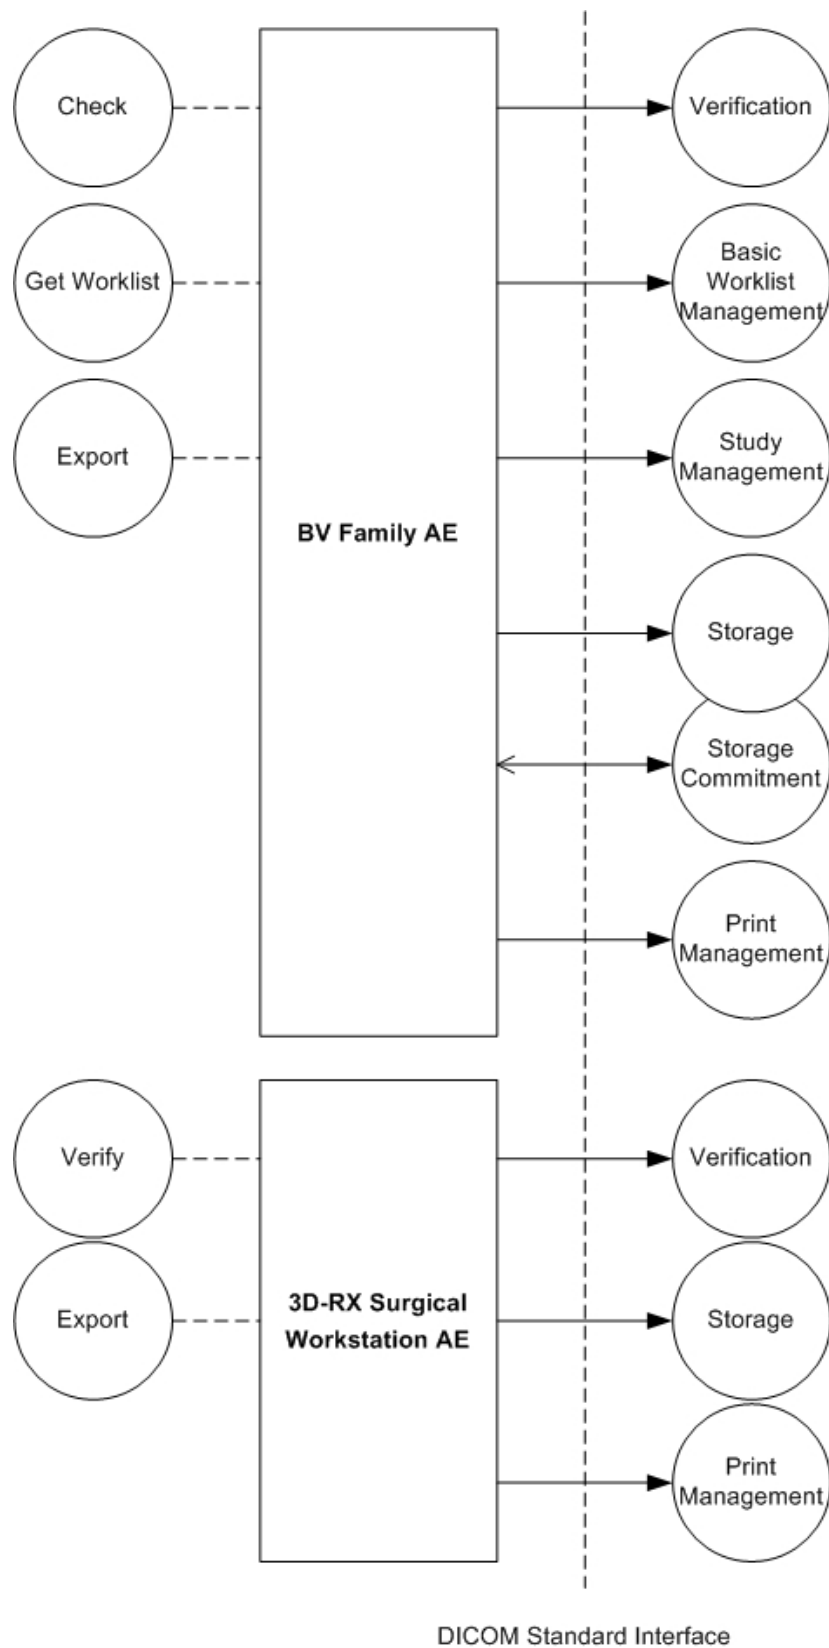 Check
Verification
Get Worklist
Basic
Worklist
Management
Export
Study
Management
BV Family AE
Storage
Storage
Commitment
Print
Management
Verify
Verification
Export
3D-RX Surgical
Workstation AE
Storage
Print
Management
DICOM Standard Interface